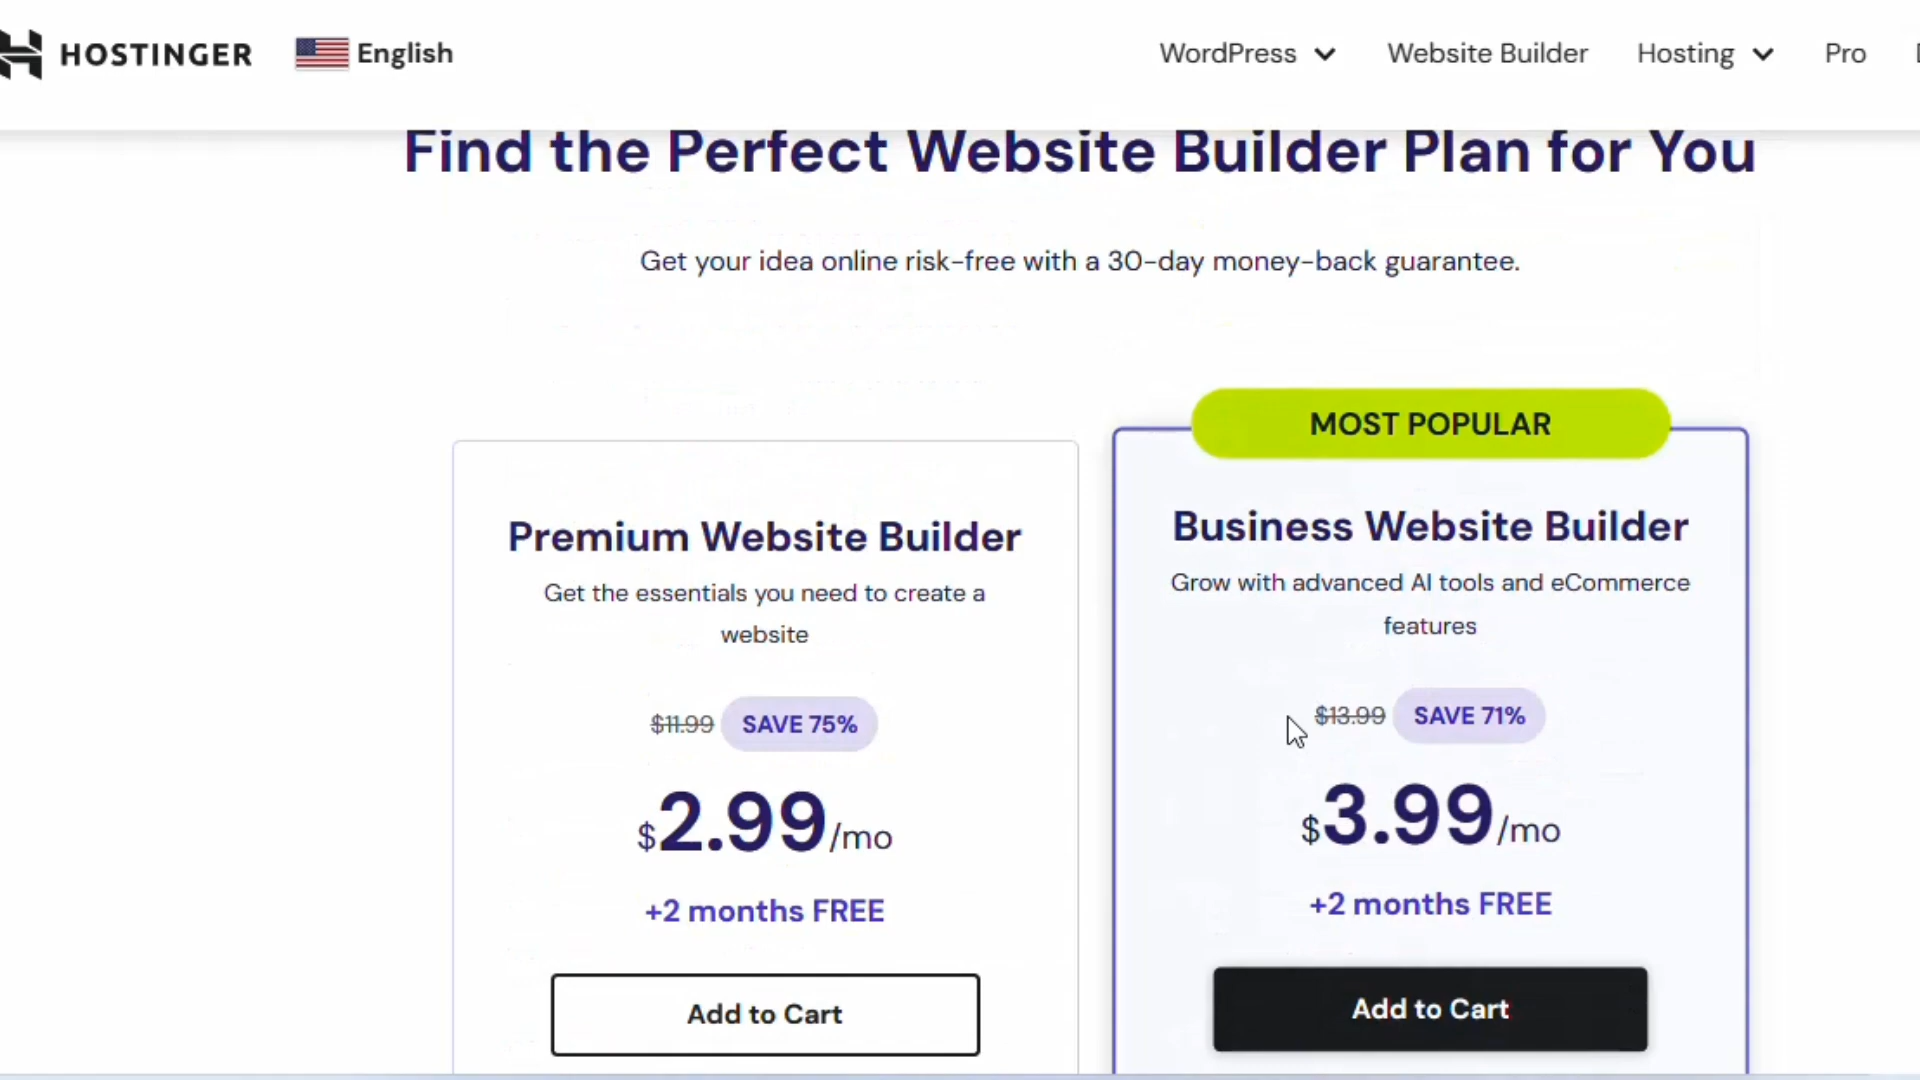 HOSTINGER English WordPress Website Builder Hosting Pro
Find the Perfect Website Builder Plan for You
Get your idea online risk-free with a 30-day money-back guarantee.
Premium Website Builder
Get the essentials you need to create a
website
$11.99 SAVE 75%
$2.99/mo
+2 months FREE
Add to Cart
MOST POPULAR
Business Website Builder
Grow with advanced AI tools and eCommerce
features
$13.99 SAVE 71%
$3.99/mo
+2 months FREE
Add to Cart